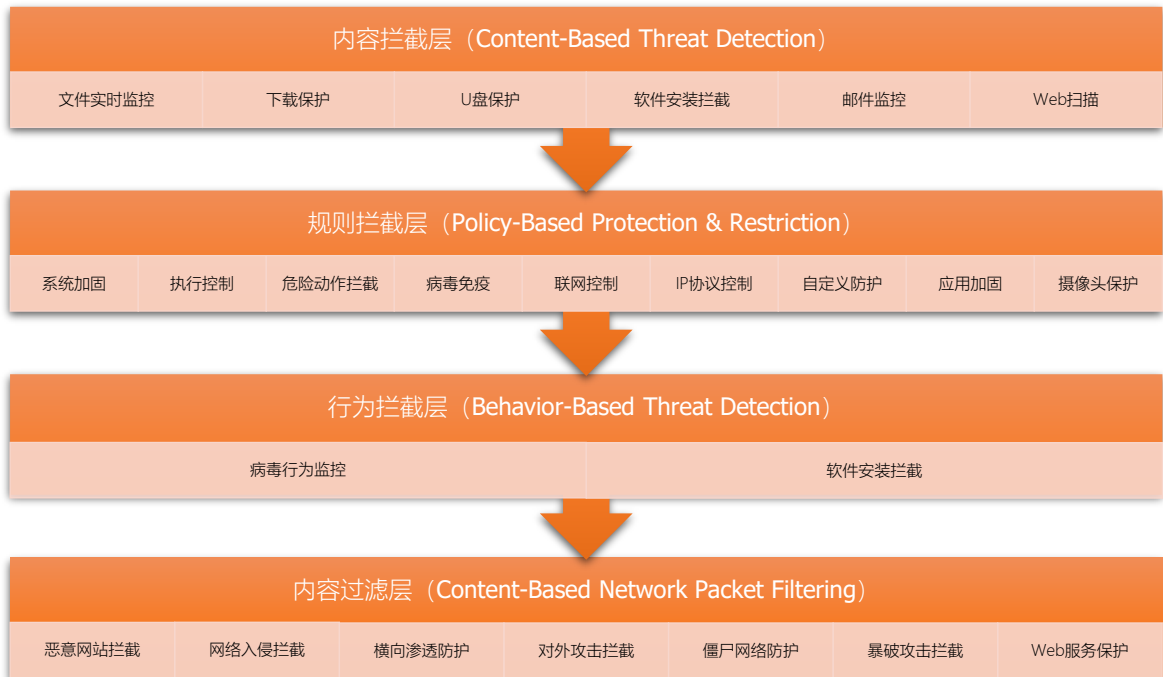 内容拦截层（Content-Based Threat Detection）
文件实时监控 下载保护 U盘保护 软件安装拦截 邮件监控 Web扫描
规则拦截层（Policy-Based Protection & Restriction）
系统加固 执行控制 危险动作拦截 病毒免疫 联网控制 IP协议控制 自定义防护 应用加固 摄像头保护
行为拦截层（Behavior-Based Threat Detection）
病毒行为监控 软件安装拦截
内容过滤层（Content-Based Network Packet Filtering）
恶意网站拦截 网络入侵拦截 横向渗透防护 对外攻击拦截 僵尸网络防护 暴破攻击拦截 Web服务保护